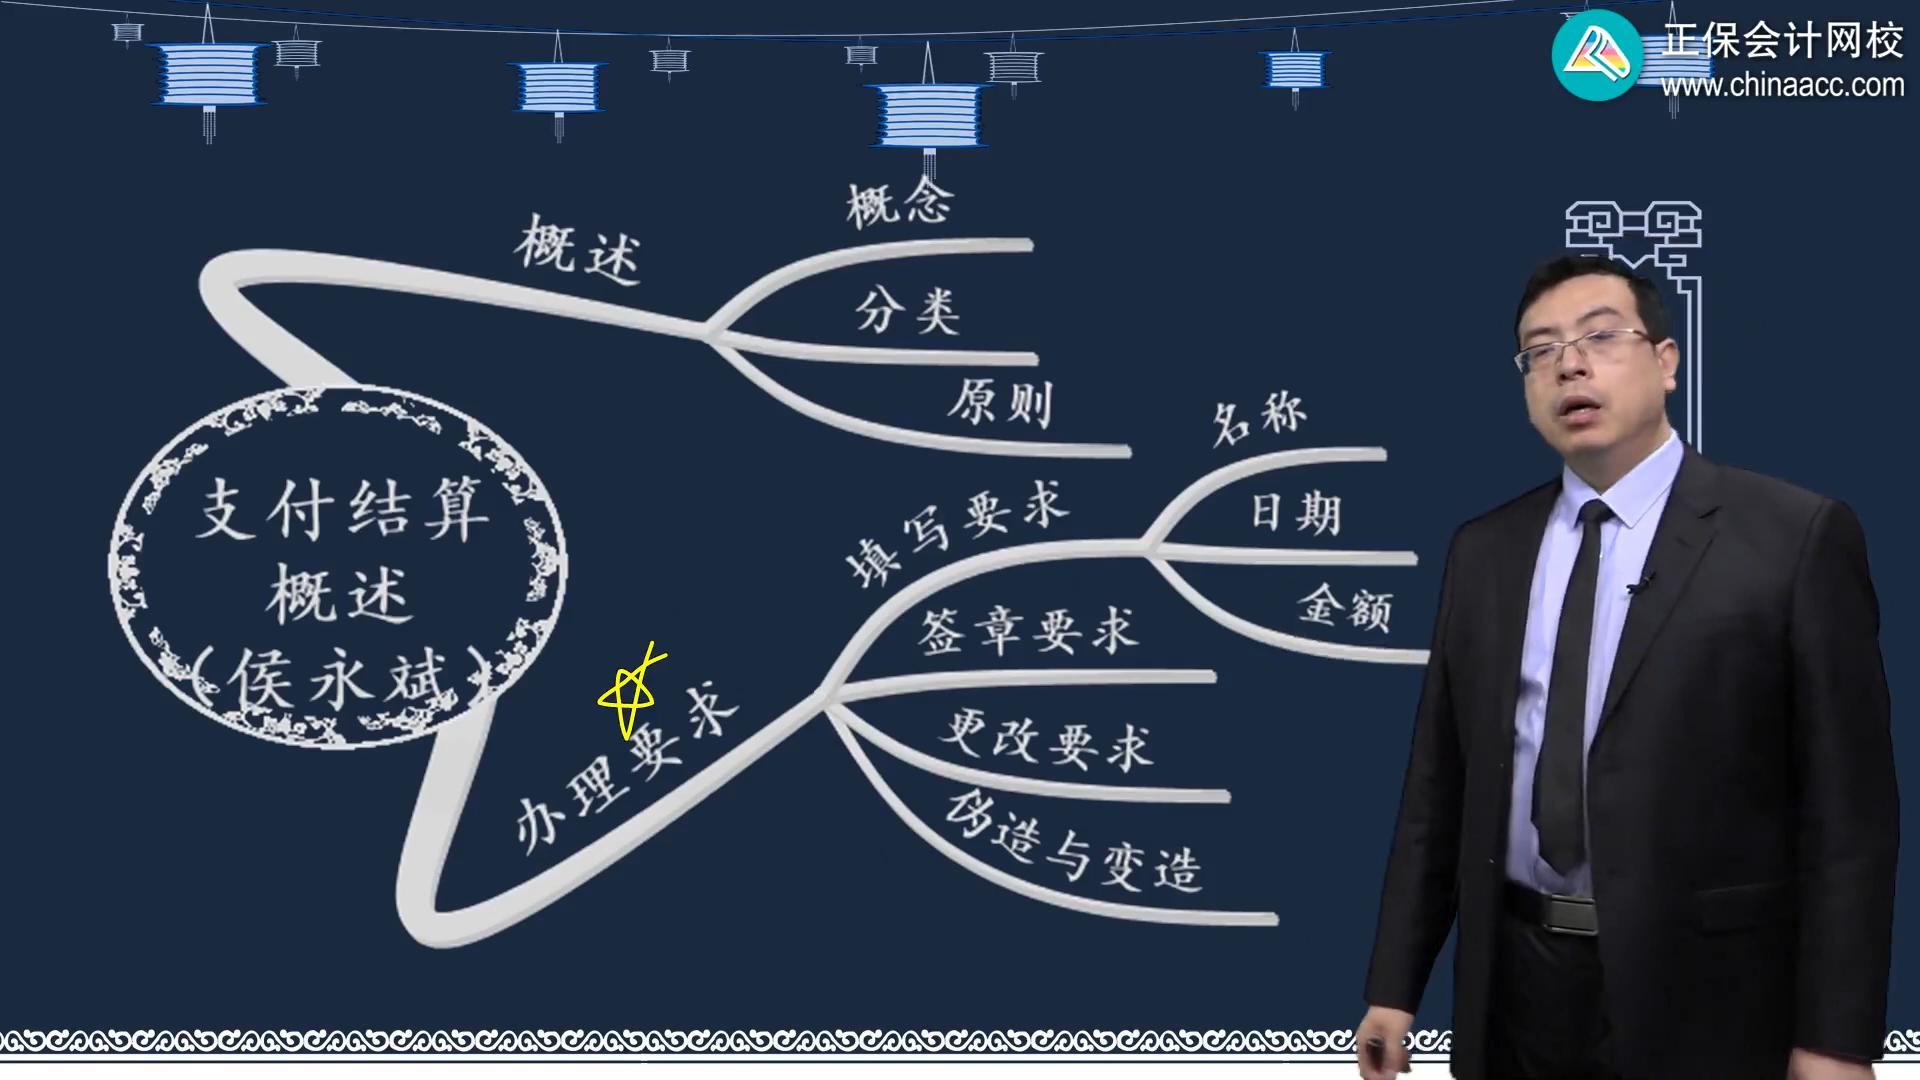 正保会计网校
www.chinaacc.com
概述
概念
分类
原则
支付结算
概述
（侯永斌）
办理要求
填写要求
名称
日期
金额
签章要求
更改要求
伪造与变造